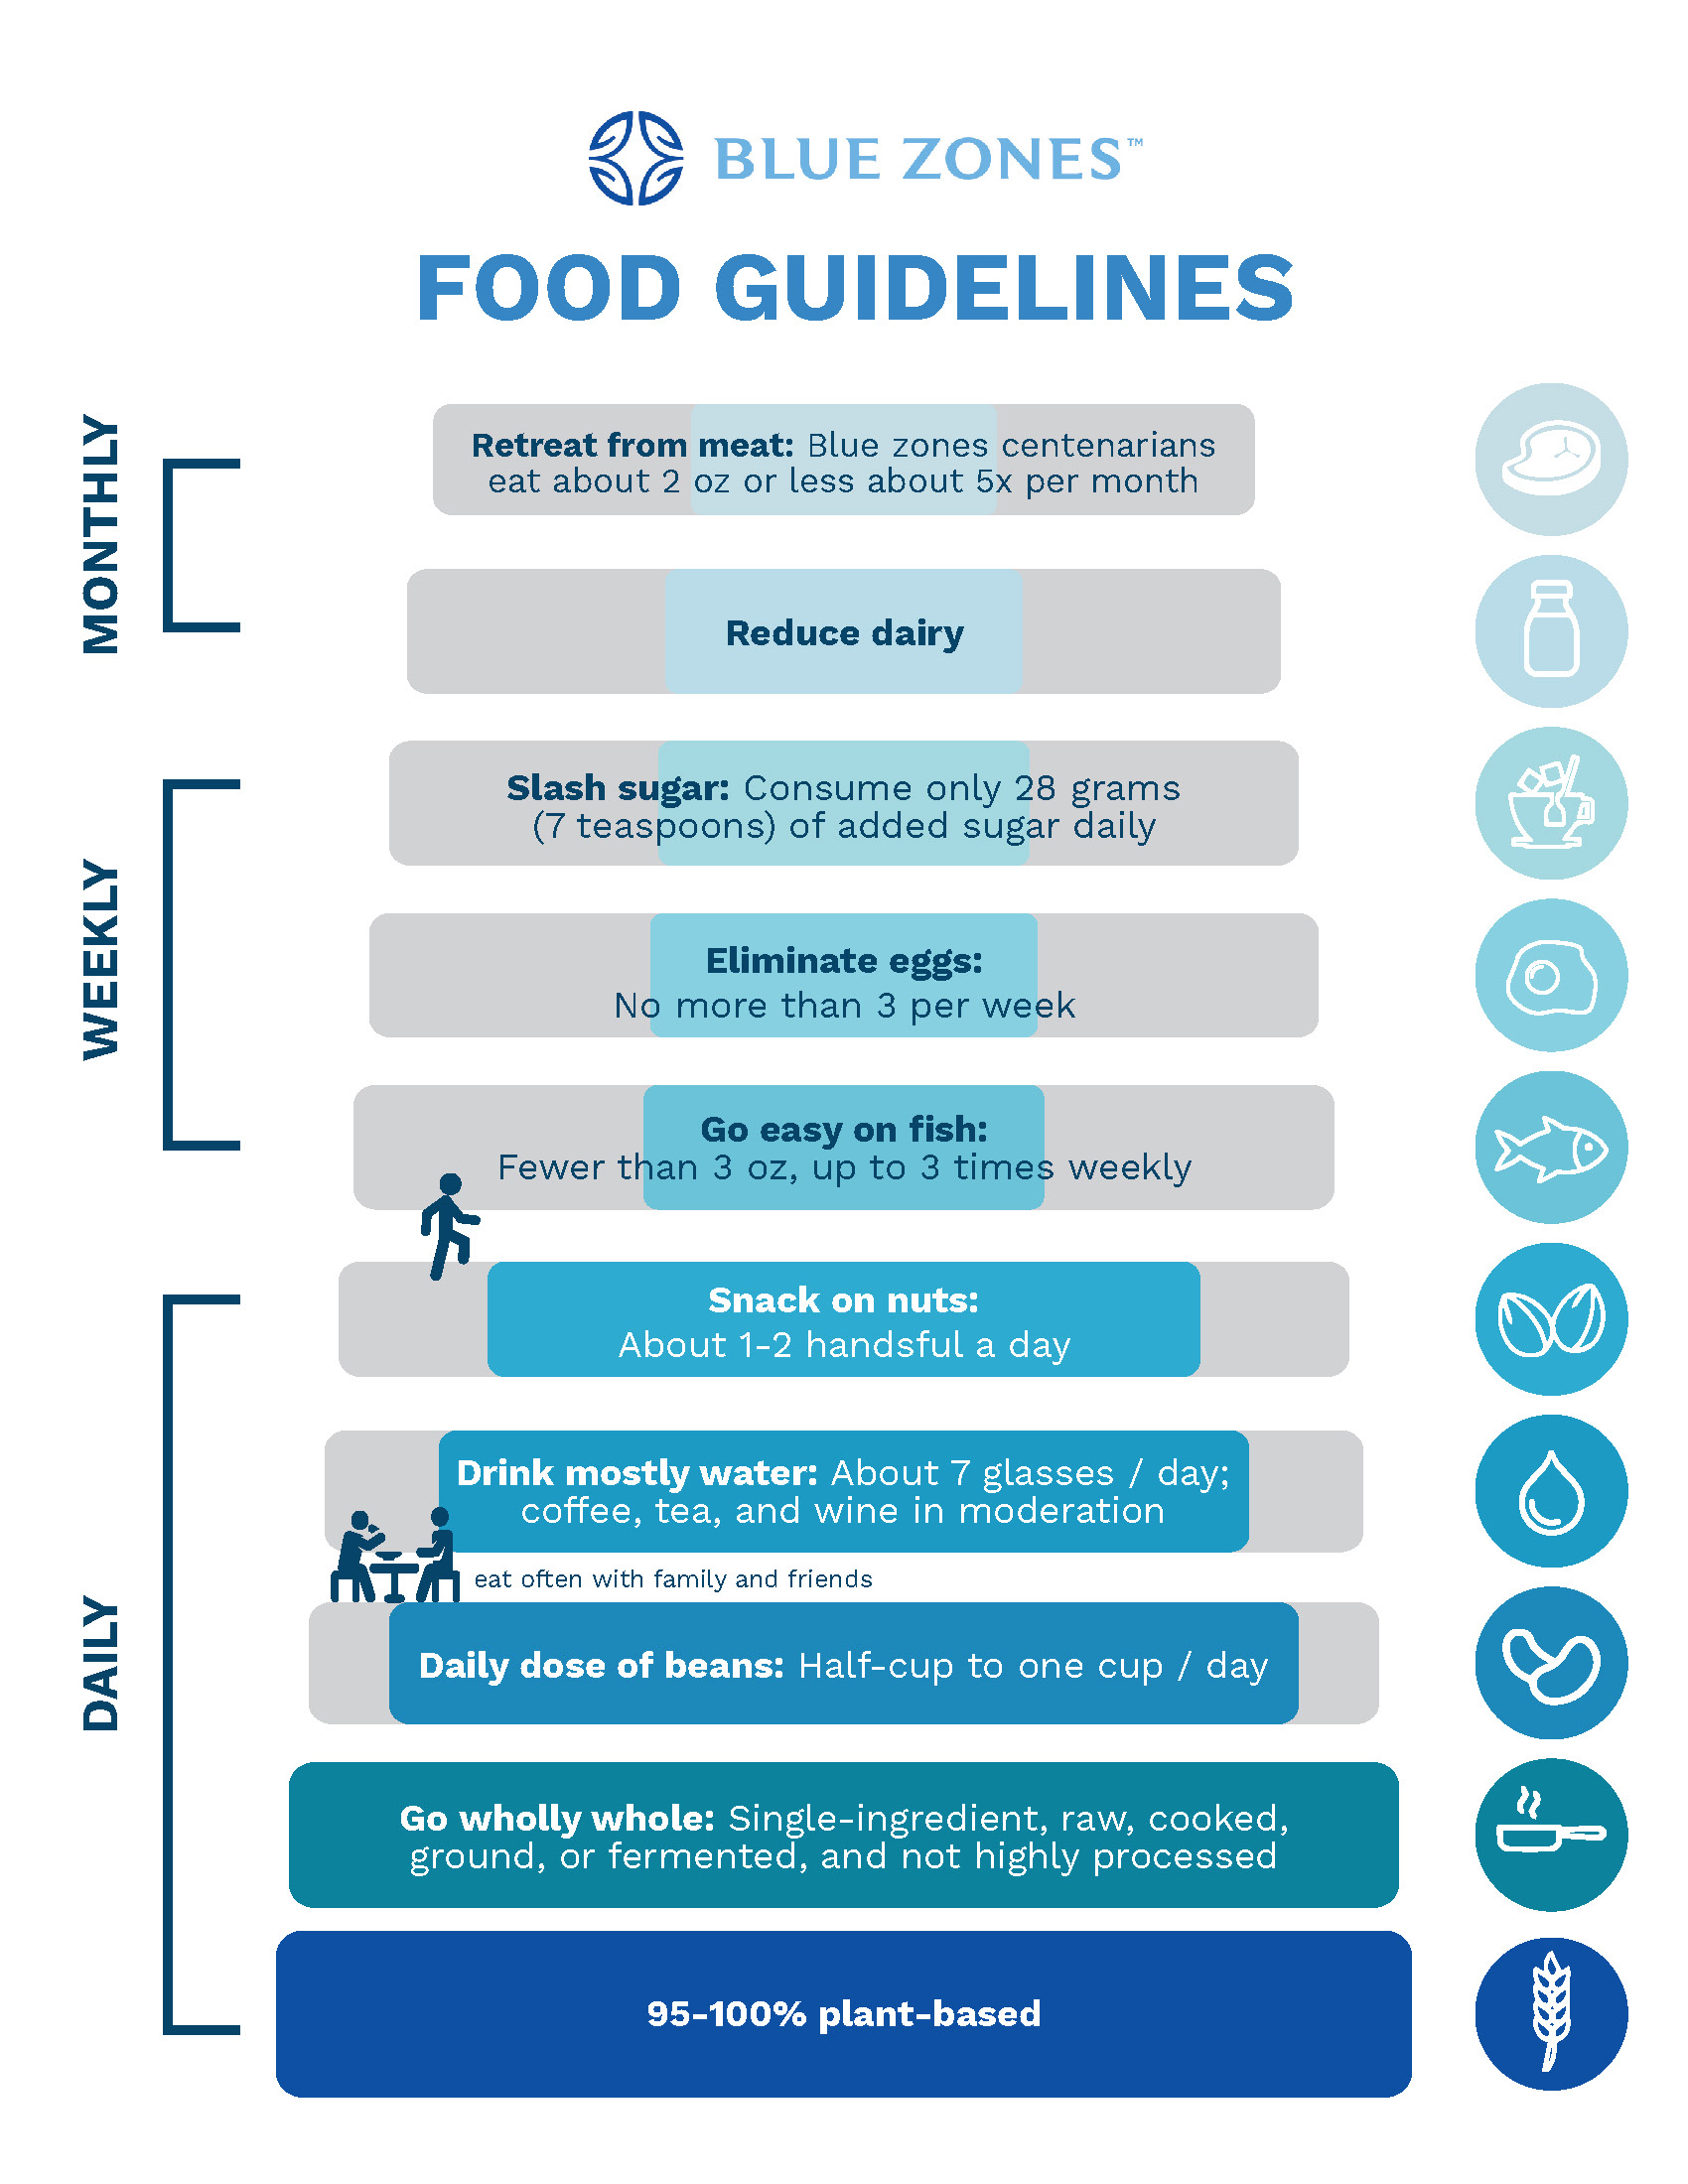 BLUE ZONES™
FOOD GUIDELINES
MONTHLY
Retreat from meat: Blue zones centenarians
eat about 2 oz or less about 5x per month
Reduce dairy
WEEKLY
Slash sugar: Consume only 28 grams
(7 teaspoons) of added sugar daily
Eliminate eggs:
No more than 3 per week
Go easy on fish:
Fewer than 3 oz, up to 3 times weekly
DAILY
Snack on nuts:
About 1-2 handsful a day
Drink mostly water: About 7 glasses / day;
coffee, tea, and wine in moderation
eat often with family and friends
Daily dose of beans: Half-cup to one cup / day
Go wholly whole: Single-ingredient, raw, cooked,
ground, or fermented, and not highly processed
95-100% plant-based